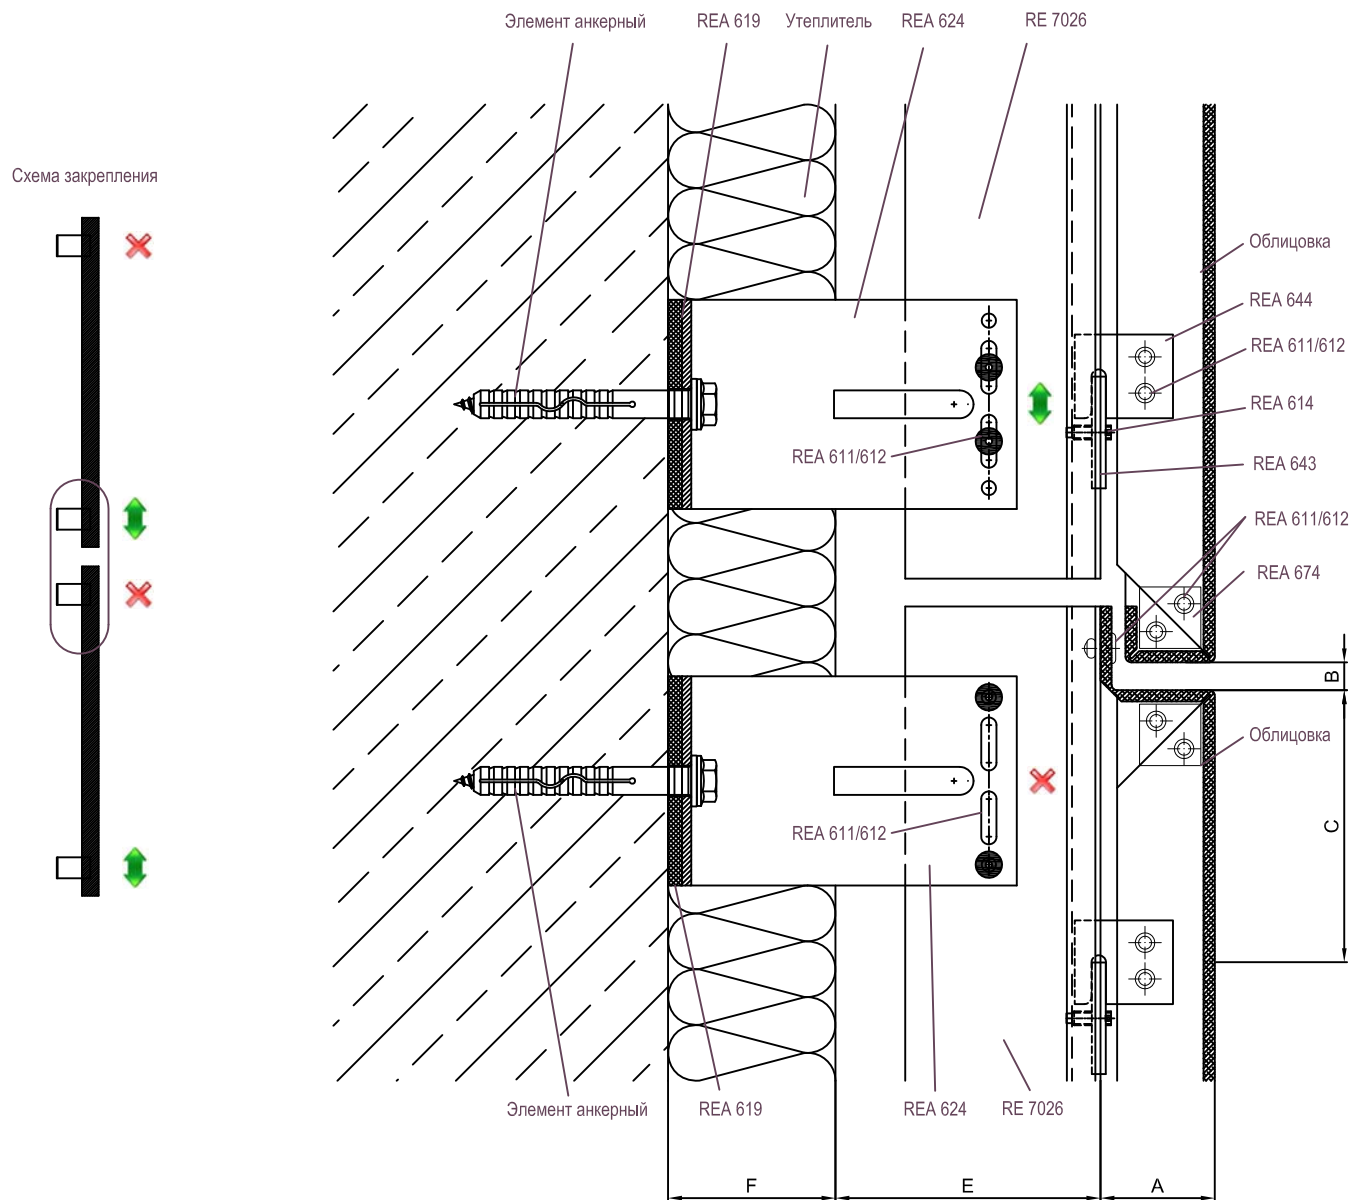 Элемент анкерный
REA 619
Утеплитель
REA 624
RE 7026
Схема закрепления
Облицовка
REA 644
REA 611/612
REA 614
REA 611/612
REA 643
REA 611/612
REA 674
B
Облицовка
C
REA 611/612
Элемент анкерный
REA 619
REA 624
RE 7026
F
E
A